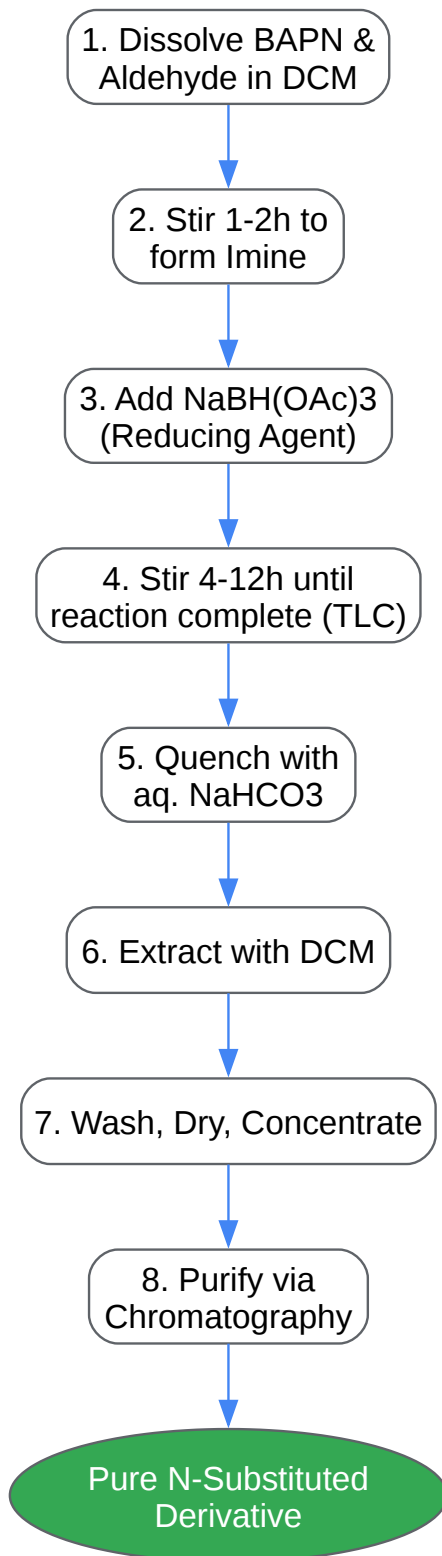 1. Dissolve BAPN &
Aldehyde in DCM
2. Stir 1-2h to
form Imine
3. Add NaBH(OAc)3
(Reducing Agent)
4. Stir 4-12h until
reaction complete (TLC)
5. Quench with
aq. NaHCO3
6. Extract with DCM
7. Wash, Dry, Concentrate
8. Purify via
Chromatography
Pure N-Substituted
Derivative